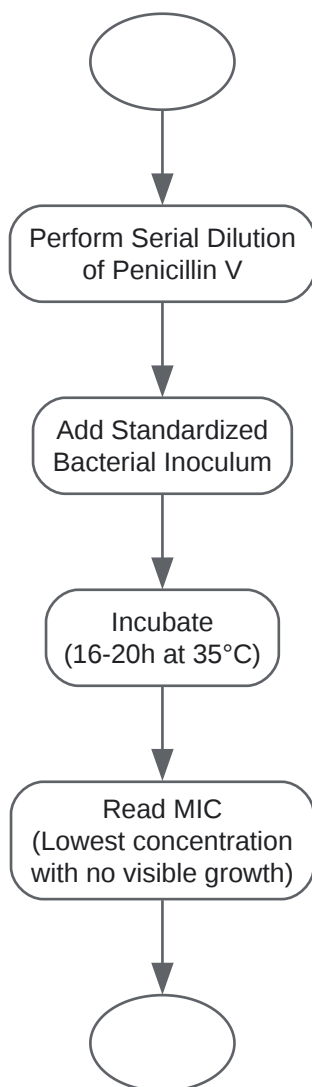 Perform Serial Dilution
of Penicillin V
Add Standardized
Bacterial Inoculum
Incubate
(16-20h at 35°C)
Read MIC
(Lowest concentration
with no visible growth)